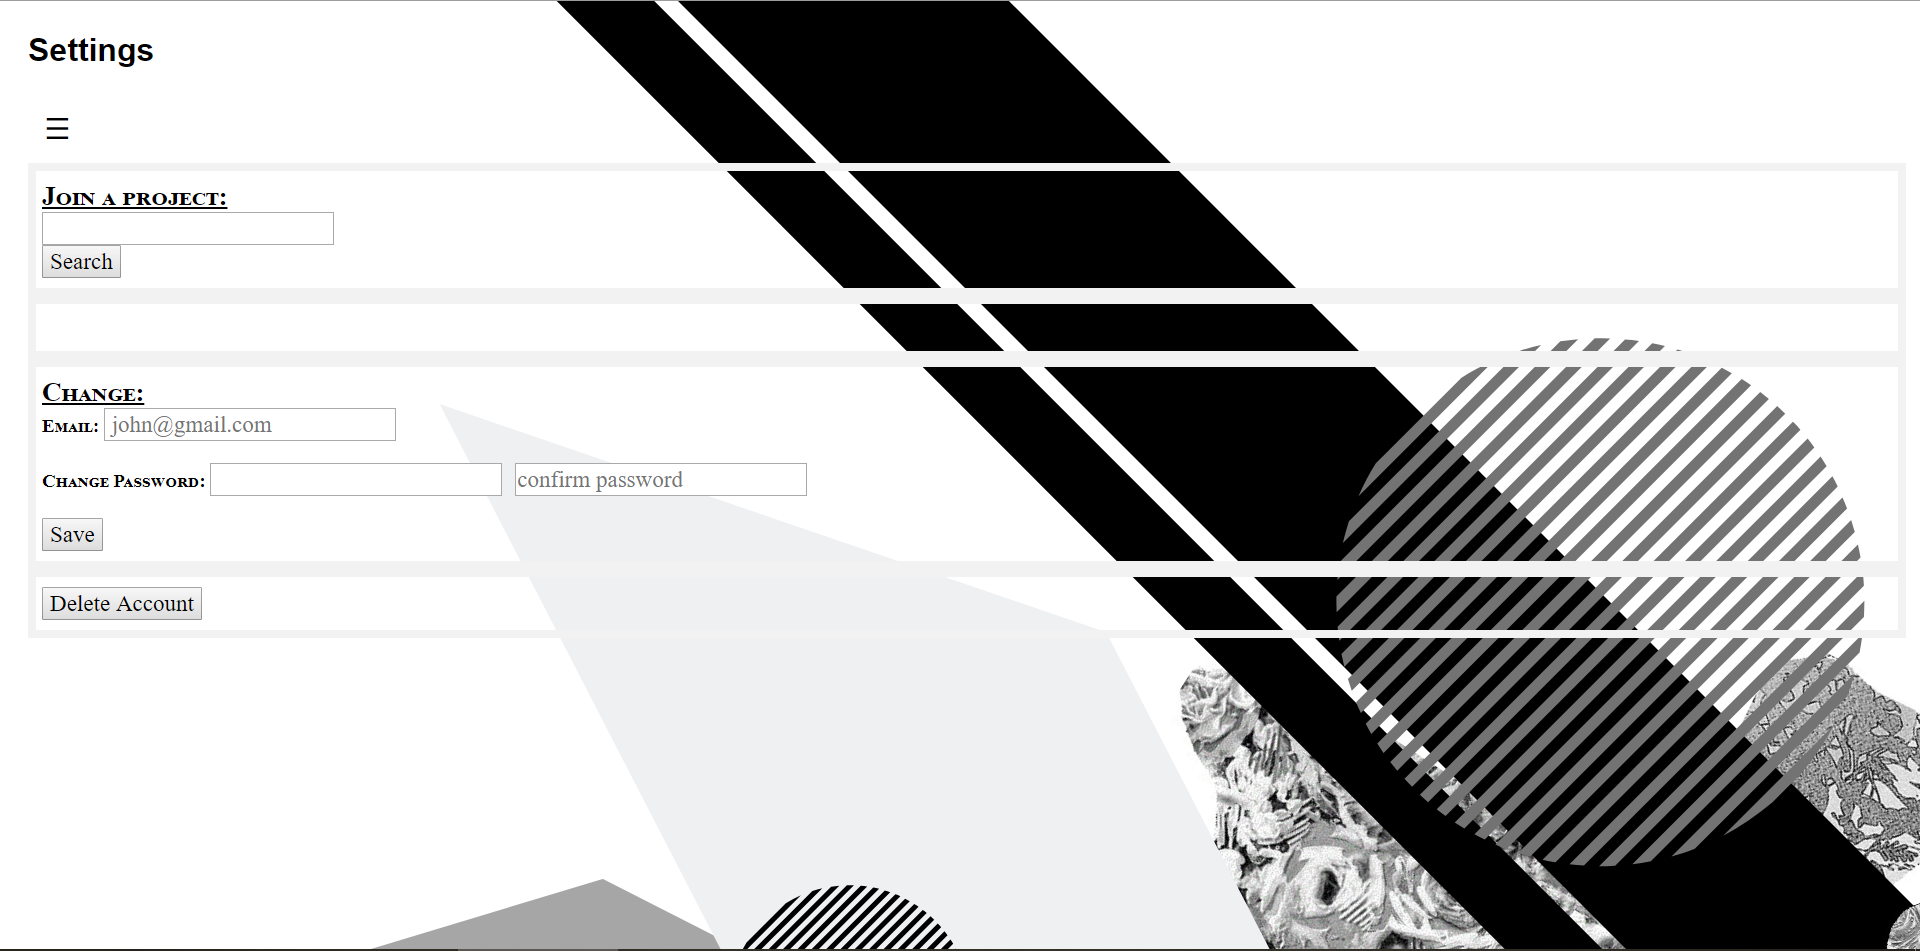 Settings
☰
Join a project:
Search
Change:
Email: john@gmail.com
Change Password: confirm password
Save
Delete Account